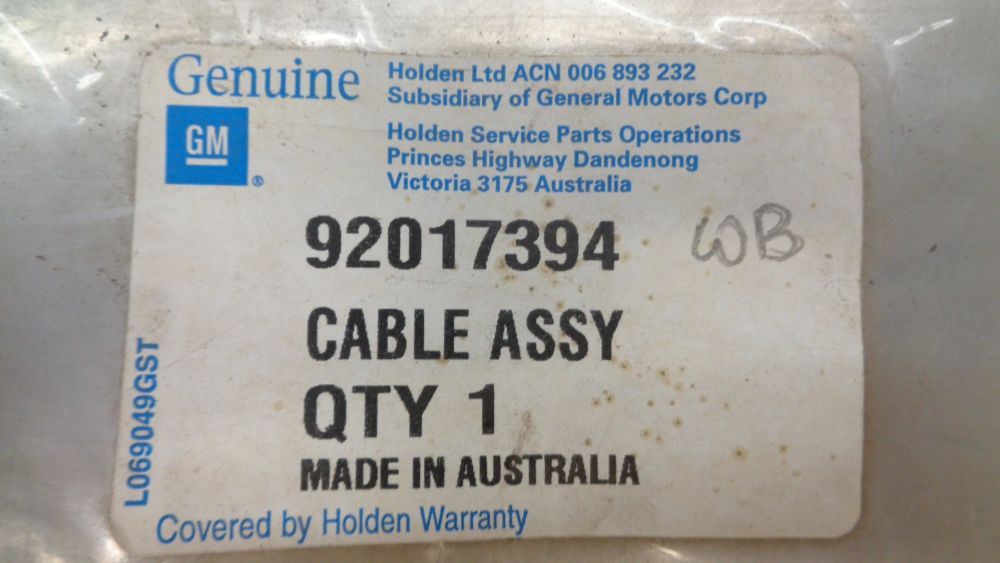 Genuine
GM
®
Holden Ltd ACN 006 893 232
Subsidiary of General Motors Corp
Holden Service Parts Operations
Princes Highway Dandenong
Victoria 3175 Australia
92017394
WB
CABLE ASSY
QTY 1
MADE IN AUSTRALIA
L069049GST
Covered by Holden Warranty